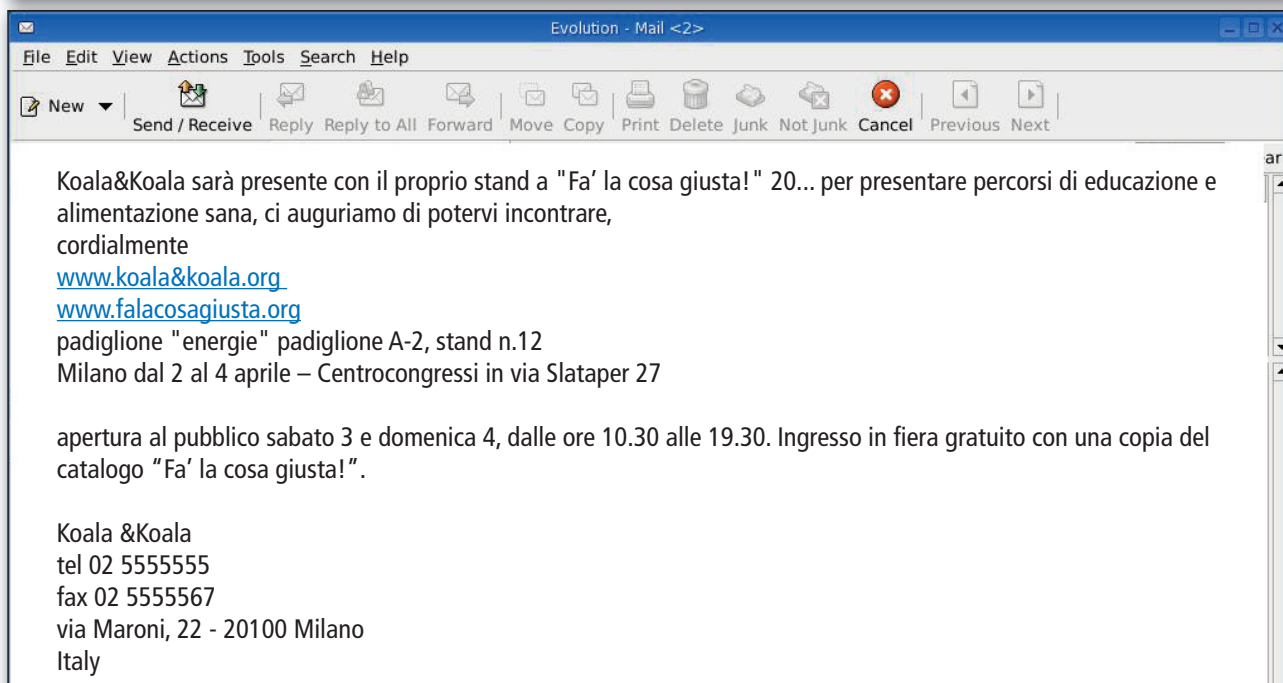 Evolution - Mail <2>
File Edit View Actions Tools Search Help
New Send / Receive Reply Reply to All Forward Move Copy Print Delete Junk Not Junk Cancel Previous Next
Koala&Koala sarà presente con il proprio stand a "Fa’ la cosa giusta!" 20... per presentare percorsi di educazione e
alimentazione sana, ci auguriamo di potervi incontrare,
cordialmente
www.koala&koala.org
www.falacosagiusta.org
padiglione "energie" padiglione A-2, stand n.12
Milano dal 2 al 4 aprile – Centrocongressi in via Slataper 27
apertura al pubblico sabato 3 e domenica 4, dalle ore 10.30 alle 19.30. Ingresso in fiera gratuito con una copia del
catalogo “Fa’ la cosa giusta!”.
Koala &Koala
tel 02 5555555
fax 02 5555567
via Maroni, 22 - 20100 Milano
Italy